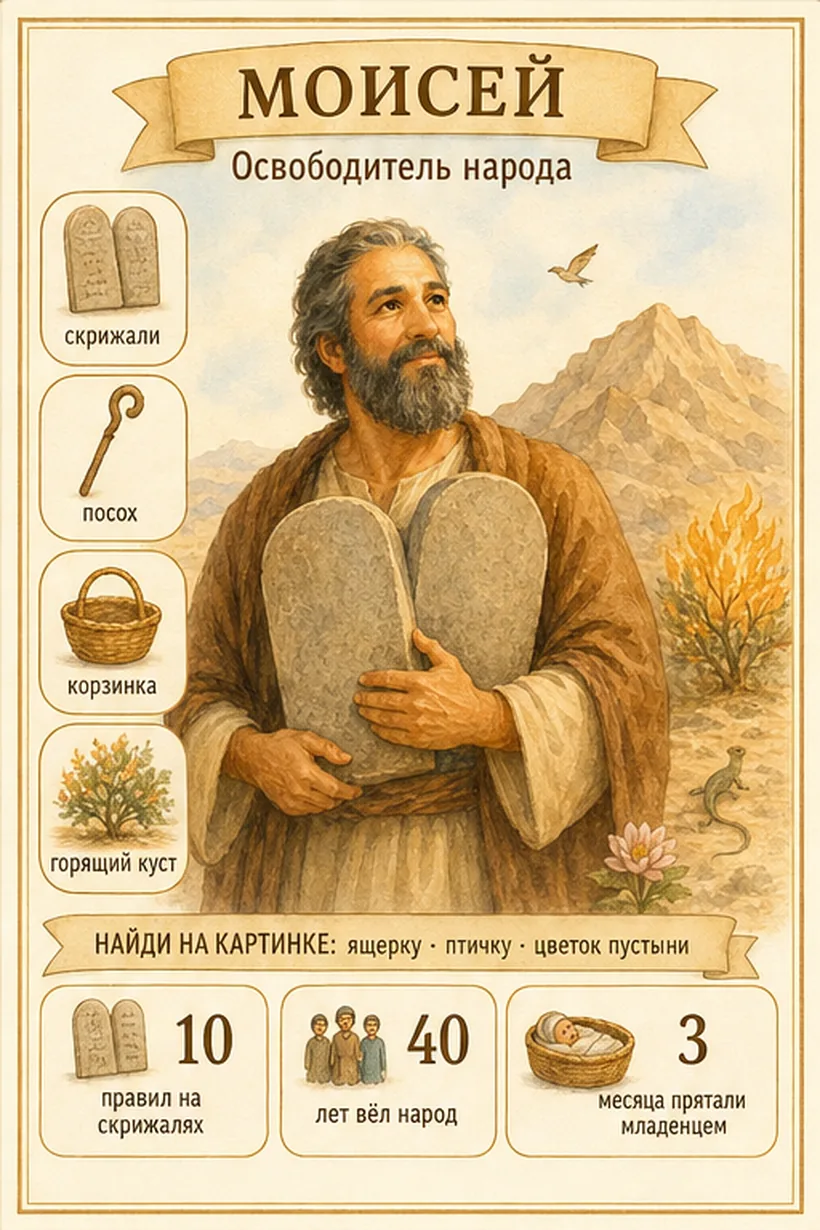 МОИСЕЙ
Освободитель народа
скрижали
посох
корзинка
горящий куст
НАЙДИ НА КАРТИНКЕ: ящерку · птичку · цветок пустыни
10
правил на
скрижалях
40
лет вёл народ
3
месяца прятали
младенцем